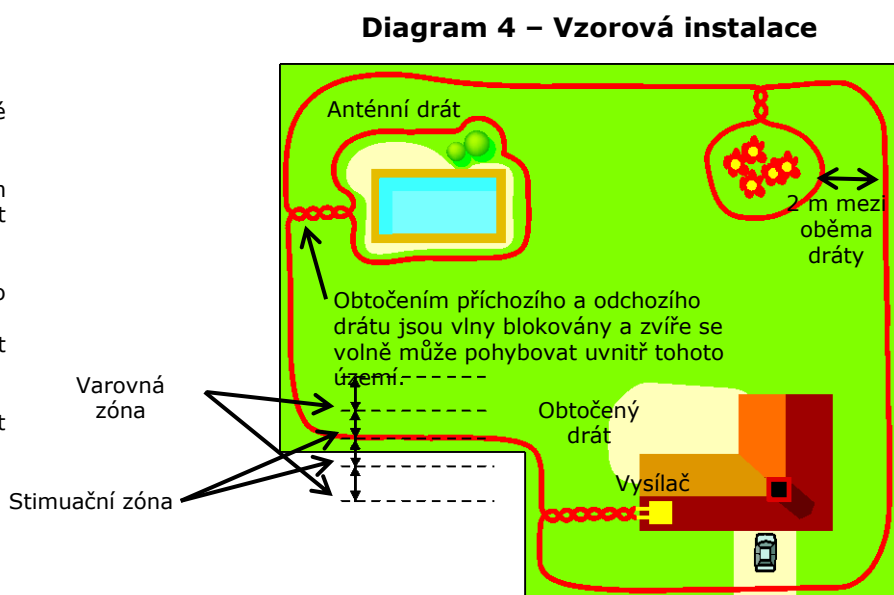 Diagram 4 – Vzorová instalace
é
m
t
o
t
t
Anténní drát
2 m mezi
oběma
dráty
Obtočením příchozího a odchozího
drátu jsou vlny blokovány a zvíře se
volně může pohybovat uvnitř tohoto
území.
Varovná
zóna
Obtočený
drát
Vysílač
Stimuační zóna